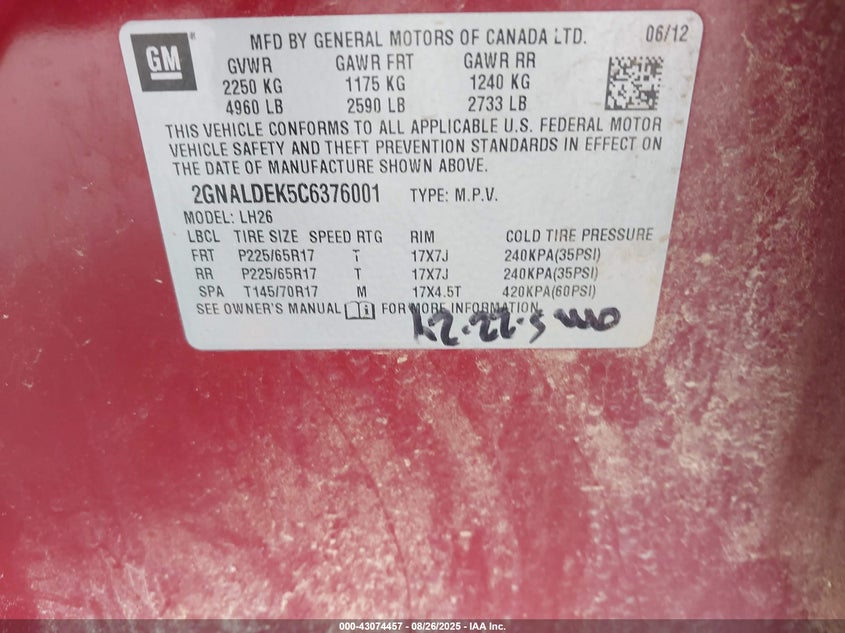 GM
MFD BY GENERAL MOTORS OF CANADA LTD. 06/12
GVWR GAWR FRT GAWR RR
2250 KG 1175 KG 1240 KG
4960 LB 2590 LB 2733 LB
THIS VEHICLE CONFORMS TO ALL APPLICABLE U.S. FEDERAL MOTOR
VEHICLE SAFETY AND THEFT PREVENTION STANDARDS IN EFFECT ON
THE DATE OF MANUFACTURE SHOWN ABOVE.
2GNALDEK5C6376001 TYPE: M.P.V.
MODEL: LH26
LBCL TIRE SIZE SPEED RTG RIM COLD TIRE PRESSURE
FRT P225/65R17 T 17X7J 240KPA(35PSI)
RR P225/65R17 T 17X7J 240KPA(35PSI)
SPA T145/70R17 M 17X4.5T 420KPA(60PSI)
SEE OWNER'S MANUAL FOR MORE INFORMATION
000-43074457 - 08/26/2025 - IAA Inc.